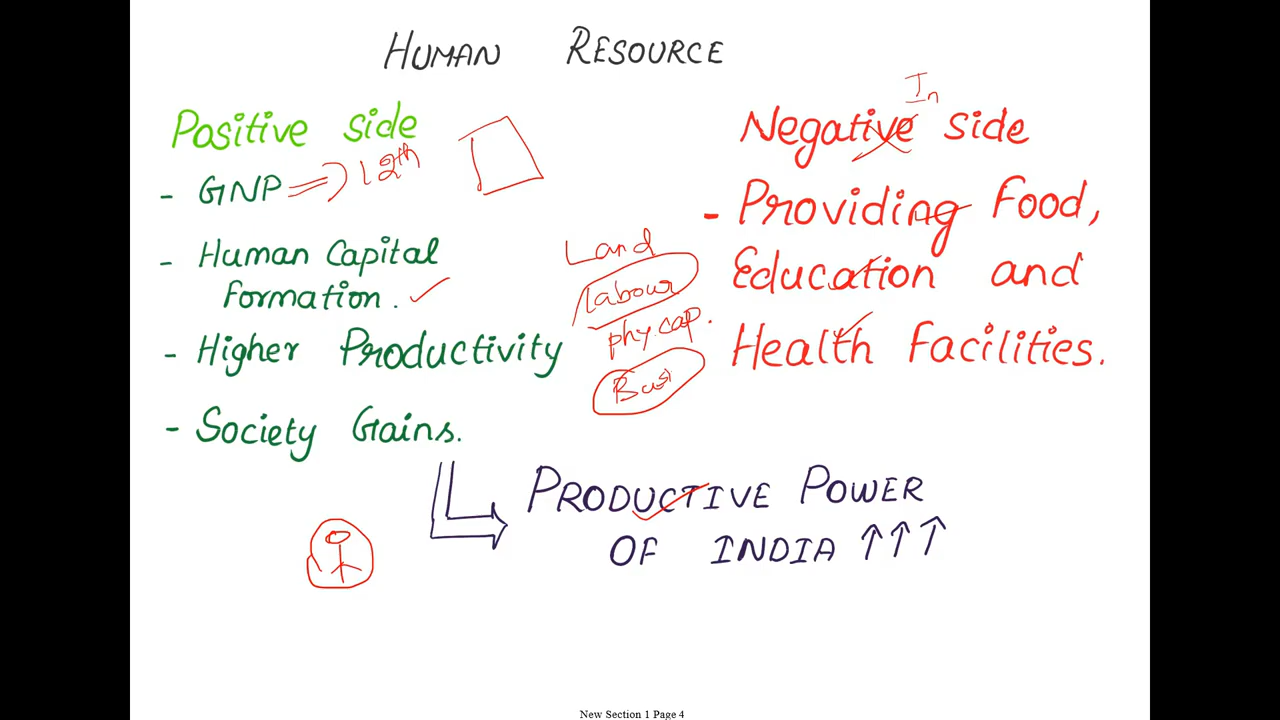 HUMAN RESOURCE
Positive side
- GNP ⇒ 12th
- Human Capital
Formation.
- Higher Productivity
- Society Gains.
Land
labour
phy.cap.
Bus
In
Negative side
- Providing Food,
Education and
Health Facilities.
PRODUCTIVE POWER
OF INDIA ↑↑↑
New Section 1 Page 4